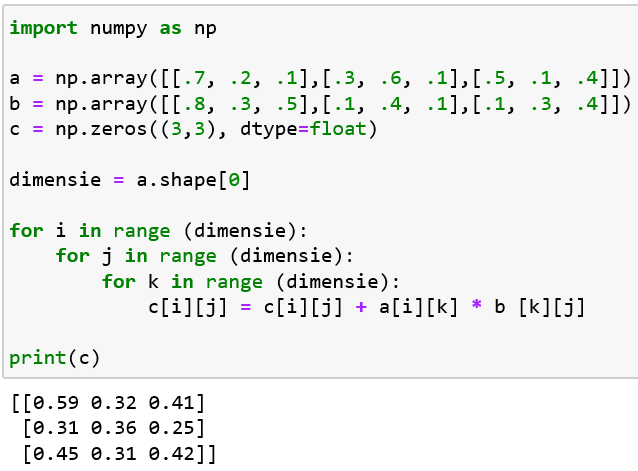 import numpy as np
a = np.array([[.7, .2, .1],[.3, .6, .1],[.5, .1, .4]])
b = np.array([[.8, .3, .5],[.1, .4, .1],[.1, .3, .4]])
c = np.zeros((3,3), dtype=float)
dimensie = a.shape[0]
for i in range (dimensie):
    for j in range (dimensie):
        for k in range (dimensie):
            c[i][j] = c[i][j] + a[i][k] * b [k][j]
print(c)
[[0.59 0.32 0.41]
 [0.31 0.36 0.25]
 [0.45 0.31 0.42]]